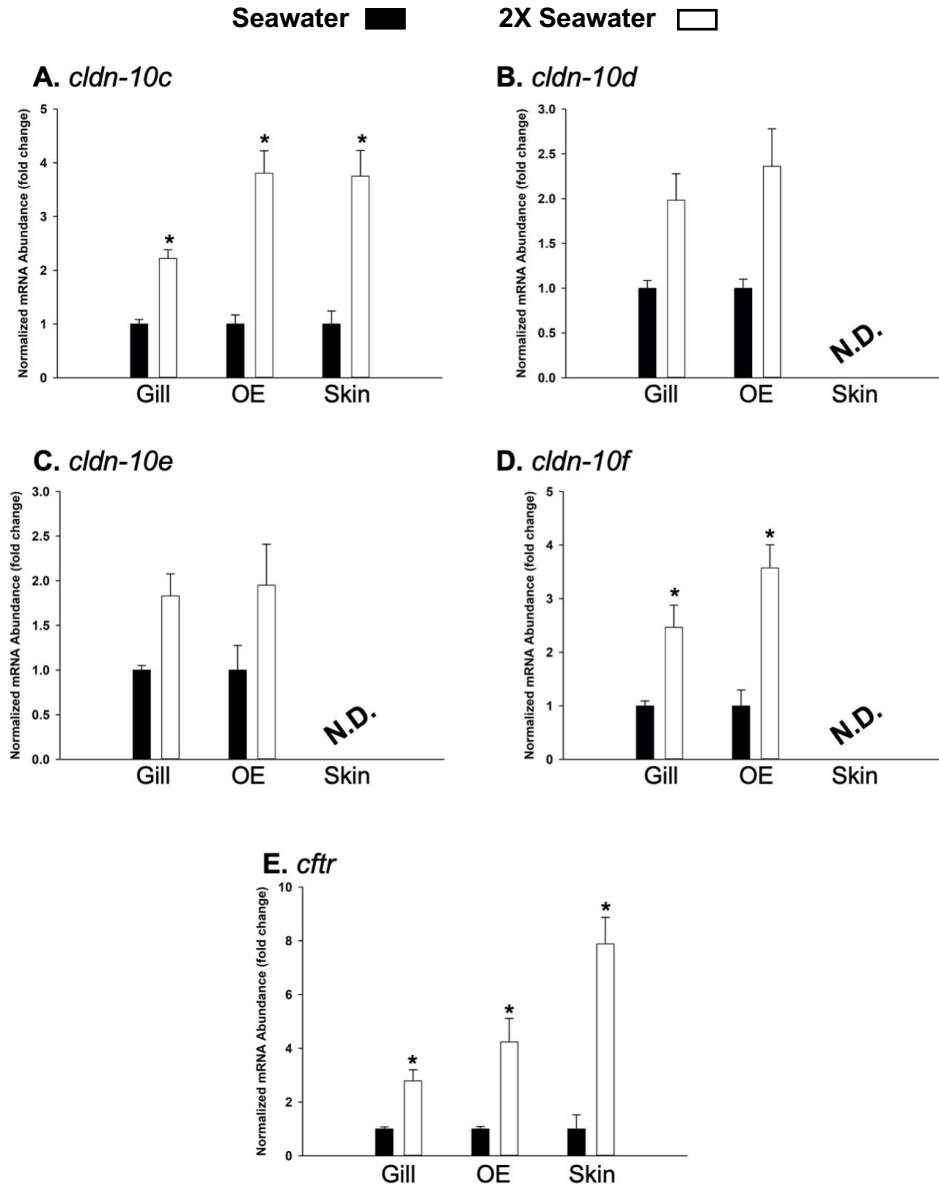 Seawater 2X Seawater
A. cldn-10c
Normalized mRNA Abundance (fold change)
5
4
3
2
1
0
* * *
Gill OE Skin
B. cldn-10d
Normalized mRNA Abundance (fold change)
3.0
2.5
2.0
1.5
1.0
0.5
0.0
N.D.
Gill OE Skin
C. cldn-10e
Normalized mRNA Abundance (fold change)
3.0
2.5
2.0
1.5
1.0
0.5
0.0
N.D.
Gill OE Skin
D. cldn-10f
Normalized mRNA Abundance (fold change)
5
4
3
2
1
0
* *
N.D.
Gill OE Skin
E. cftr
Normalized mRNA Abundance (fold change)
10
8
6
4
2
0
* * *
Gill OE Skin